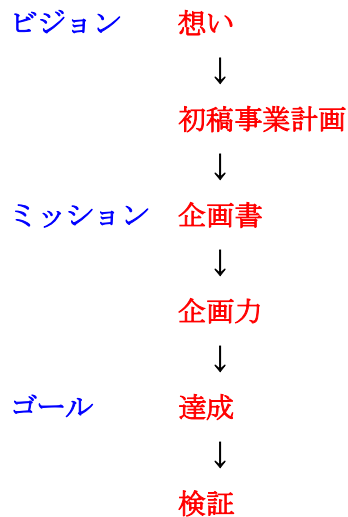 ビジョン 想い
↓
初稿事業計画
↓
ミッション 企画書
↓
企画力
↓
ゴール 達成
↓
検証